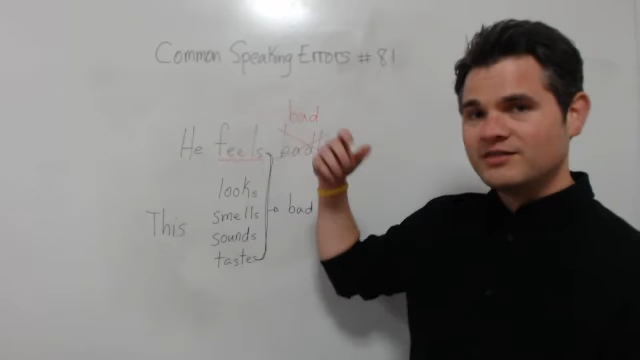 Common Speaking Errors # 81
bad
He feels badly
looks
This smells bad
sounds
tastes